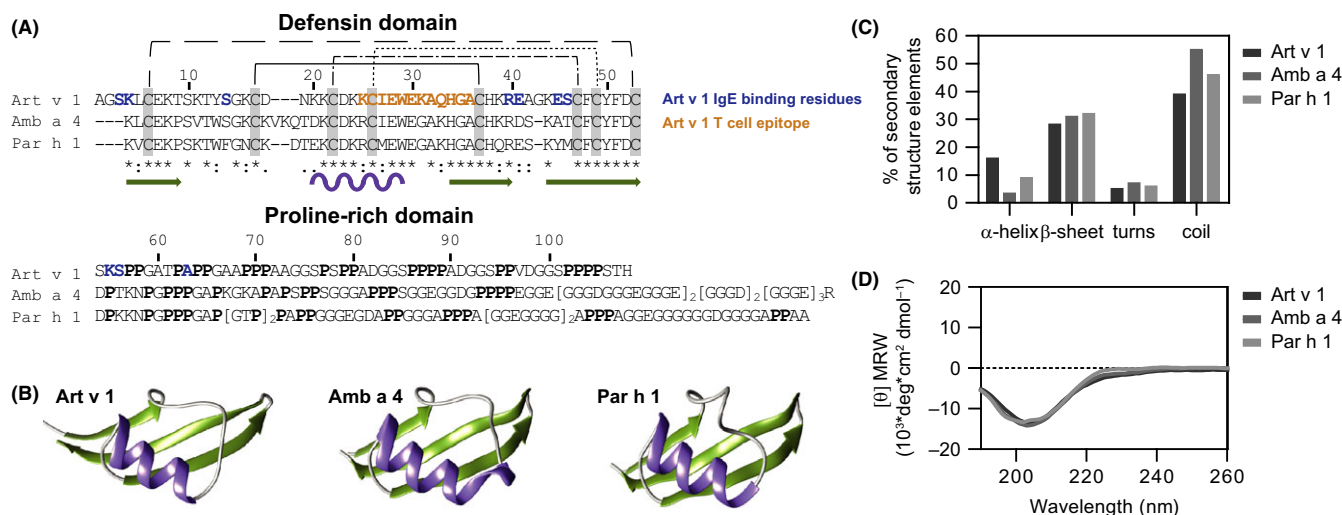 (A)
Defensin domain
10 20 30 40 50
Art v 1 AGSKLCEKTSKTYSGKCD---NKKCDKKCIEWEKAQHGACHKREAGKESCFCYFDC
Amb a 4 ---KLCEKPSVTWSGKCKVKQTDKCDKRCIEWEGAKHGACHKRDS-KATCFCYFDC
Par h 1 ---KVCEKPSKTWFGNCK--DTEKCDKRCMEWEGAKHGACHQRES-KYMCFCYFDC
Art v 1 IgE binding residues
Art v 1 T cell epitope
Proline-rich domain
60 70 80 90 100
Art v 1 SKSPPGATPAPPGAAPPPAAGGSPSPPADGGSPPPPADGGSPPVDGGSPPPPSTH
Amb a 4 DPTKNPGPPPGAPKGKAPAPSPPSGGGAPPPSGGEGGDGPPPPEGGE[GGGDGGGEGGGE]2[GGGD]2[GGGE]3R
Par h 1 DPKKNPGPPPGAP[GTP]2PAPPGGGEGDAPPGGGAPPPA[GGEGGGG]2APPPAGGEGGGGGGDGGGGAPPAA
(B)
Art v 1
Amb a 4
Par h 1
(C)
% of secondary
structure elements
60
50
40
30
20
10
0
α-helix β-sheet turns coil
Art v 1
Amb a 4
Par h 1
(D)
[θ] MRW
(10³*deg*cm² dmol⁻¹)
20
10
0
−10
−20
200 220 240 260
Wavelength (nm)
Art v 1
Amb a 4
Par h 1